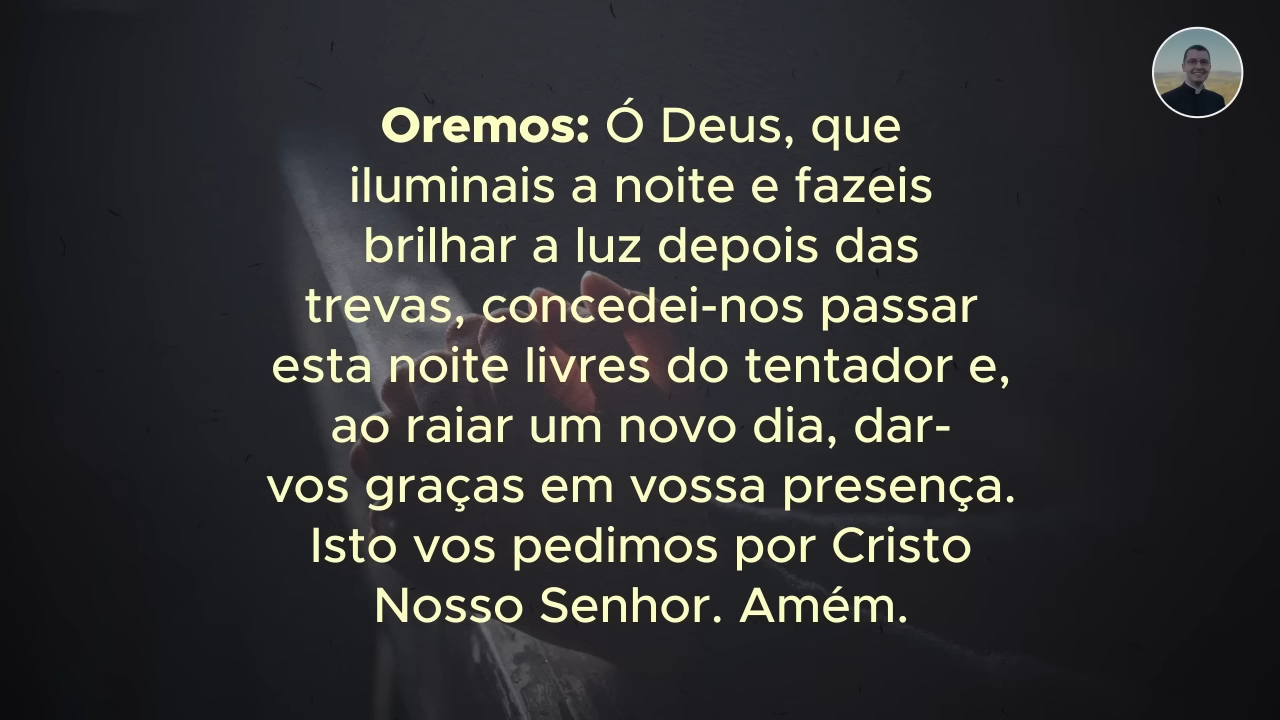 Oremos: Ó Deus, que
iluminais a noite e fazeis
brilhar a luz depois das
trevas, concedei-nos passar
esta noite livres do tentador e,
ao raiar um novo dia, dar-
vos graças em vossa presença.
Isto vos pedimos por Cristo
Nosso Senhor. Amém.